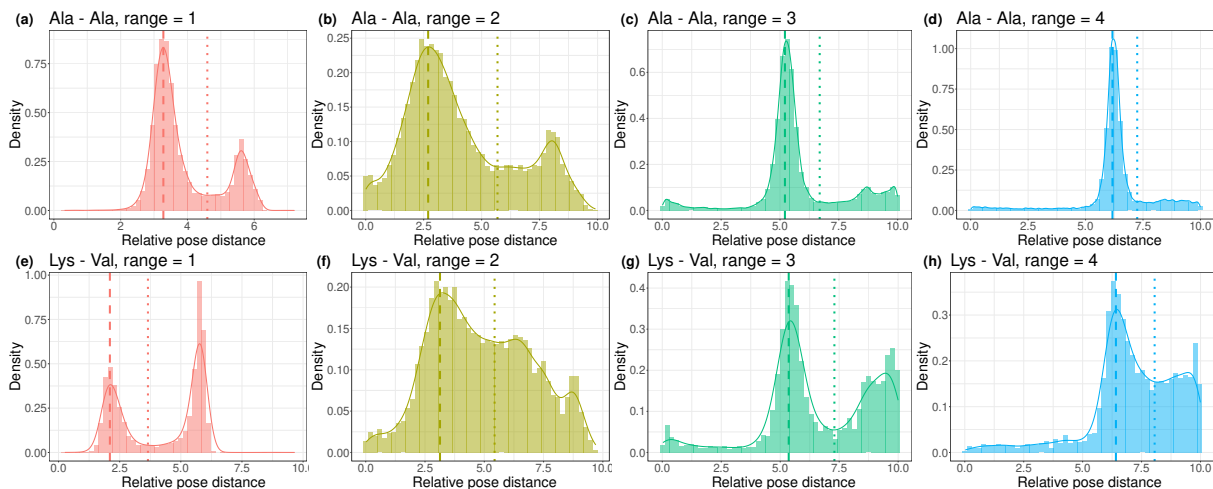 (a) Ala - Ala, range = 1
0.75
0.50
0.25
0.00
Density
0 2 4 6
Relative pose distance
(b) Ala - Ala, range = 2
0.25
0.20
0.15
0.10
0.05
0.00
Density
0.0 2.5 5.0 7.5 10.0
Relative pose distance
(c) Ala - Ala, range = 3
0.6
0.4
0.2
0.0
Density
0.0 2.5 5.0 7.5 10.0
Relative pose distance
(d) Ala - Ala, range = 4
1.00
0.75
0.50
0.25
0.00
Density
0.0 2.5 5.0 7.5 10.0
Relative pose distance
(e) Lys - Val, range = 1
1.00
0.75
0.50
0.25
0.00
Density
0.0 2.5 5.0 7.5 10.0
Relative pose distance
(f) Lys - Val, range = 2
0.20
0.15
0.10
0.05
0.00
Density
0.0 2.5 5.0 7.5 10.0
Relative pose distance
(g) Lys - Val, range = 3
0.4
0.3
0.2
0.1
0.0
Density
0.0 2.5 5.0 7.5 10.0
Relative pose distance
(h) Lys - Val, range = 4
0.3
0.2
0.1
0.0
Density
0.0 2.5 5.0 7.5 10.0
Relative pose distance